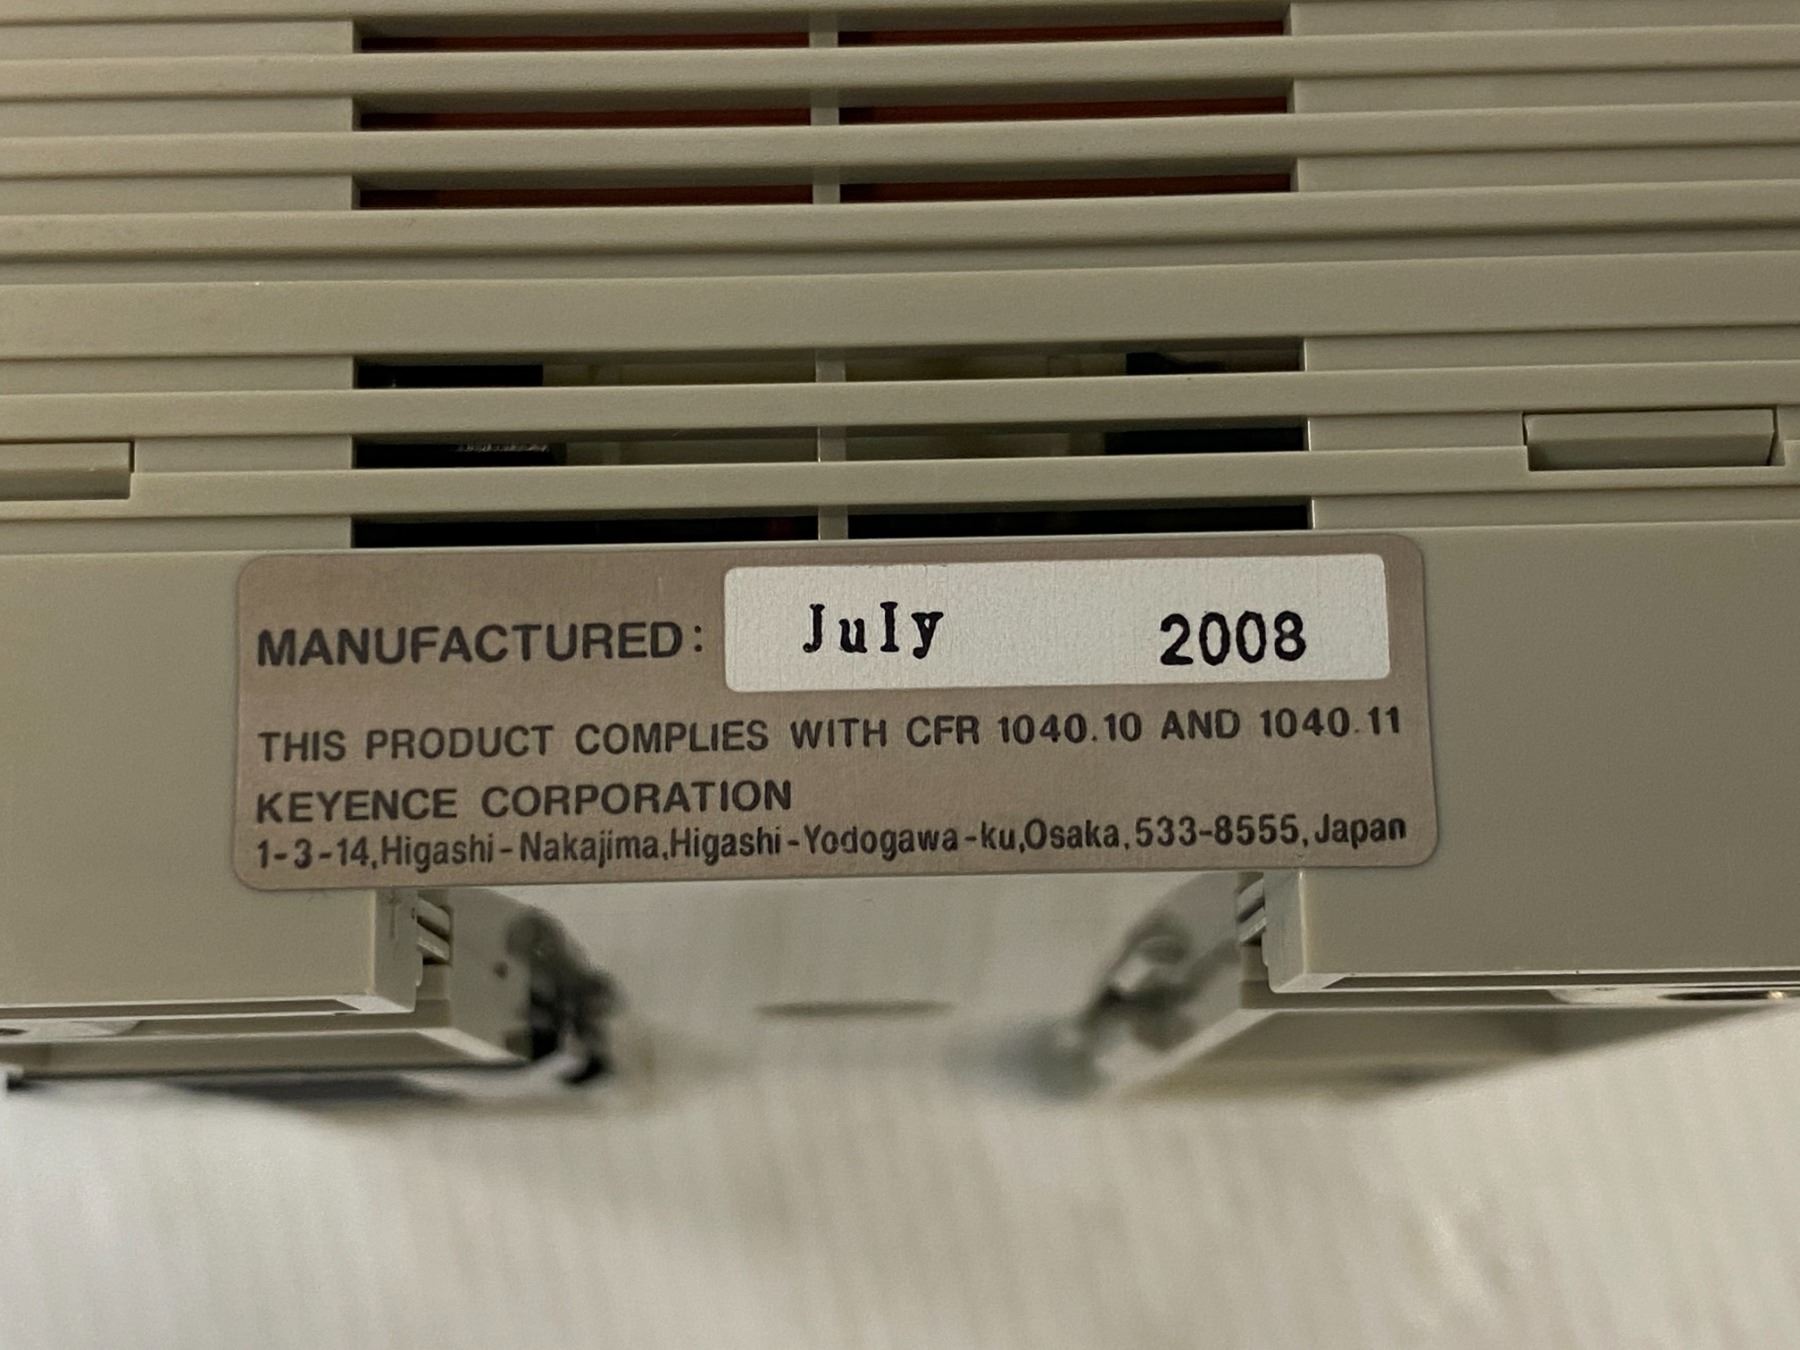 MANUFACTURED: July 2008
THIS PRODUCT COMPLIES WITH CFR 1040.10 AND 1040.11
KEYENCE CORPORATION
1-3-14,Higashi-Nakajima,Higashi-Yodogawa-ku,Osaka,533-8555,Japan